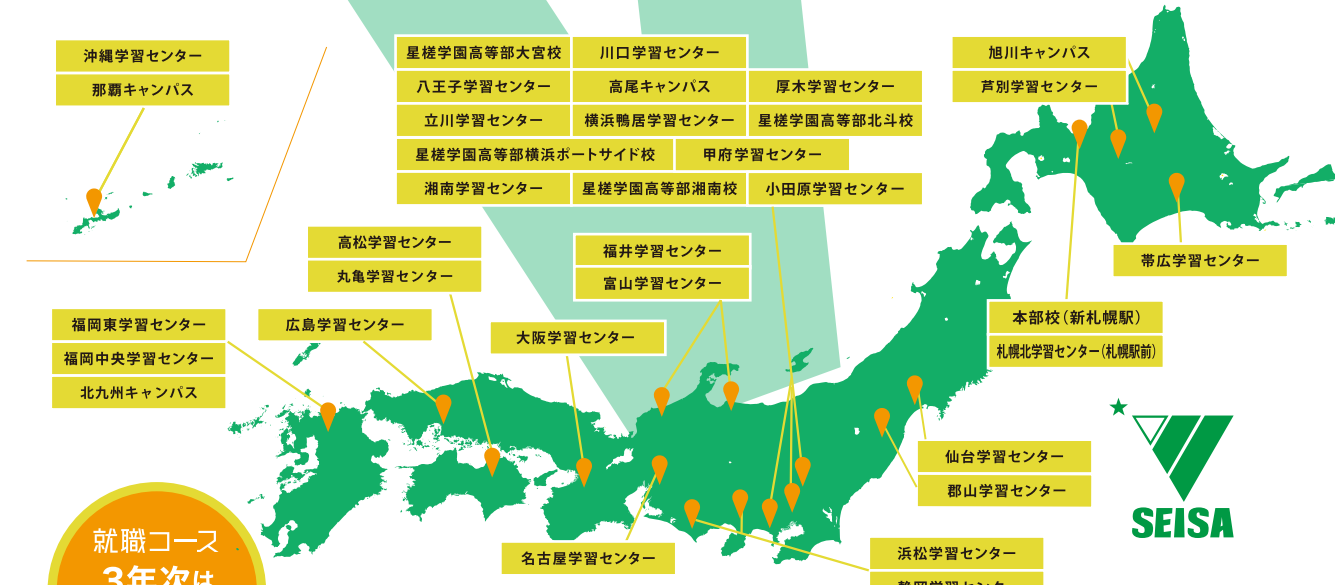 沖縄学習センター
那覇キャンパス
星槎学園高等部大宮校
川口学習センター
八王子学習センター
高尾キャンパス
厚木学習センター
立川学習センター
横浜鴨居学習センター
星槎学園高等部北斗校
星槎学園高等部横浜ポートサイド校
甲府学習センター
湘南学習センター
星槎学園高等部湘南校
小田原学習センター
旭川キャンパス
芦別学習センター
帯広学習センター
本部校(新札幌駅)
札幌北学習センター(札幌駅前)
高松学習センター
丸亀学習センター
福井学習センター
富山学習センター
福岡東学習センター
福岡中央学習センター
北九州キャンパス
広島学習センター
大阪学習センター
仙台学習センター
郡山学習センター
SEISA
名古屋学習センター
浜松学習センター
静岡学習センター
就職コース
3年次は